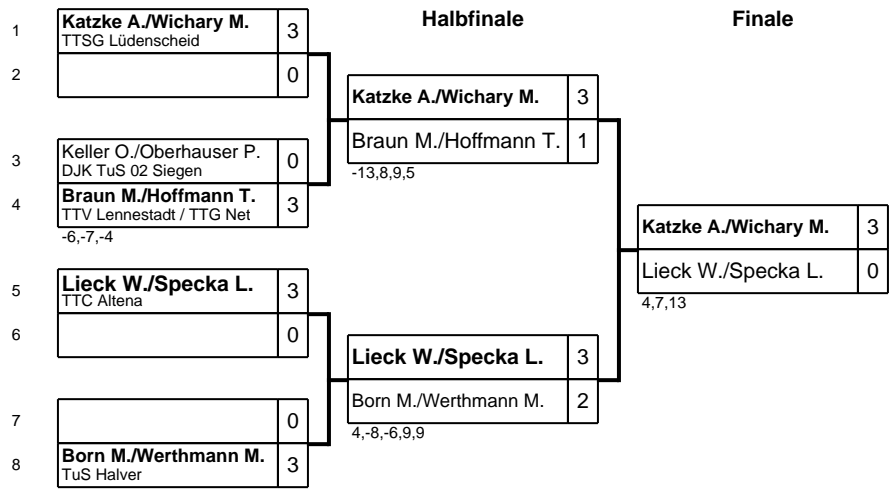 Halbfinale
Finale
1
Katzke A./Wichary M.
3
TTSG Lüdenscheid
2
0
3
Keller O./Oberhauser P.
0
DJK TuS 02 Siegen
4
Braun M./Hoffmann T.
3
TTV Lennestadt / TTG Net
-6,-7,-4
5
Lieck W./Specka L.
3
TTC Altena
6
0
7
0
8
Born M./Werthmann M.
3
TuS Halver
Katzke A./Wichary M.
3
Braun M./Hoffmann T.
1
-13,8,9,5
Lieck W./Specka L.
3
Born M./Werthmann M.
2
4,-8,-6,9,9
Katzke A./Wichary M.
3
Lieck W./Specka L.
0
4,7,13